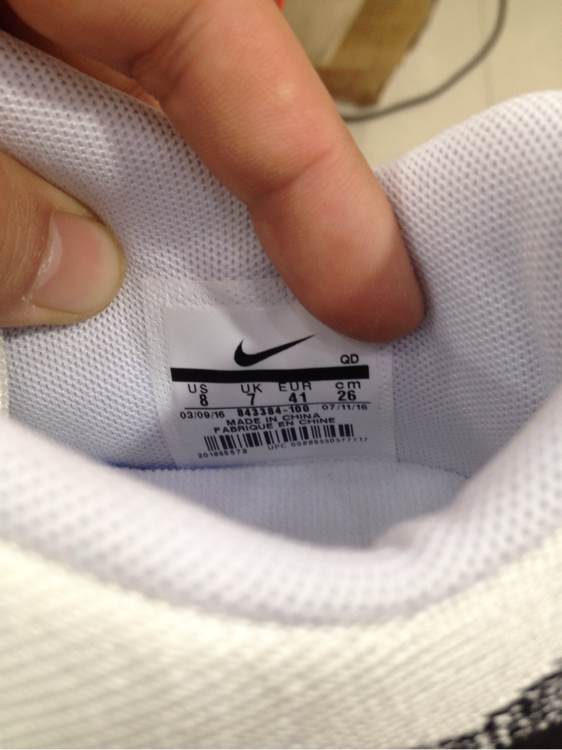 QD
US UK EUR cm
8 7 41 26
03/09/16 843384-100 07/11/16
MADE IN CHINA
FABRIQUE EN CHINE
UPC